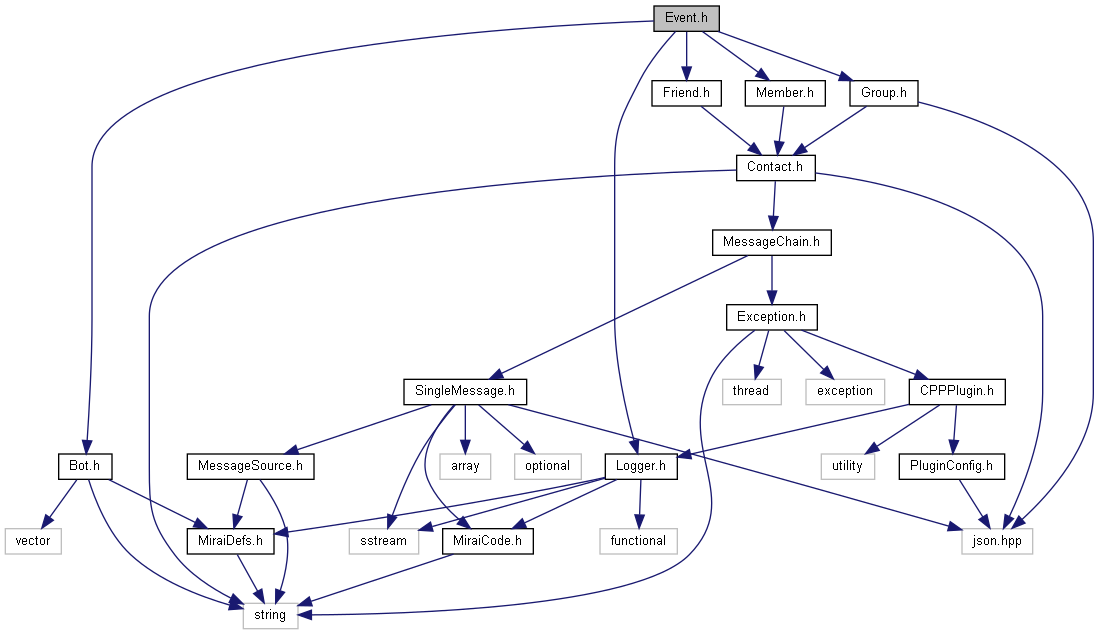 Event.h
Friend.h
Member.h
Group.h
Contact.h
MessageChain.h
Exception.h
SingleMessage.h
thread
exception
CPPPlugin.h
Bot.h
MessageSource.h
array
optional
Logger.h
utility
PluginConfig.h
vector
MiraiDefs.h
sstream
MiraiCode.h
functional
json.hpp
string